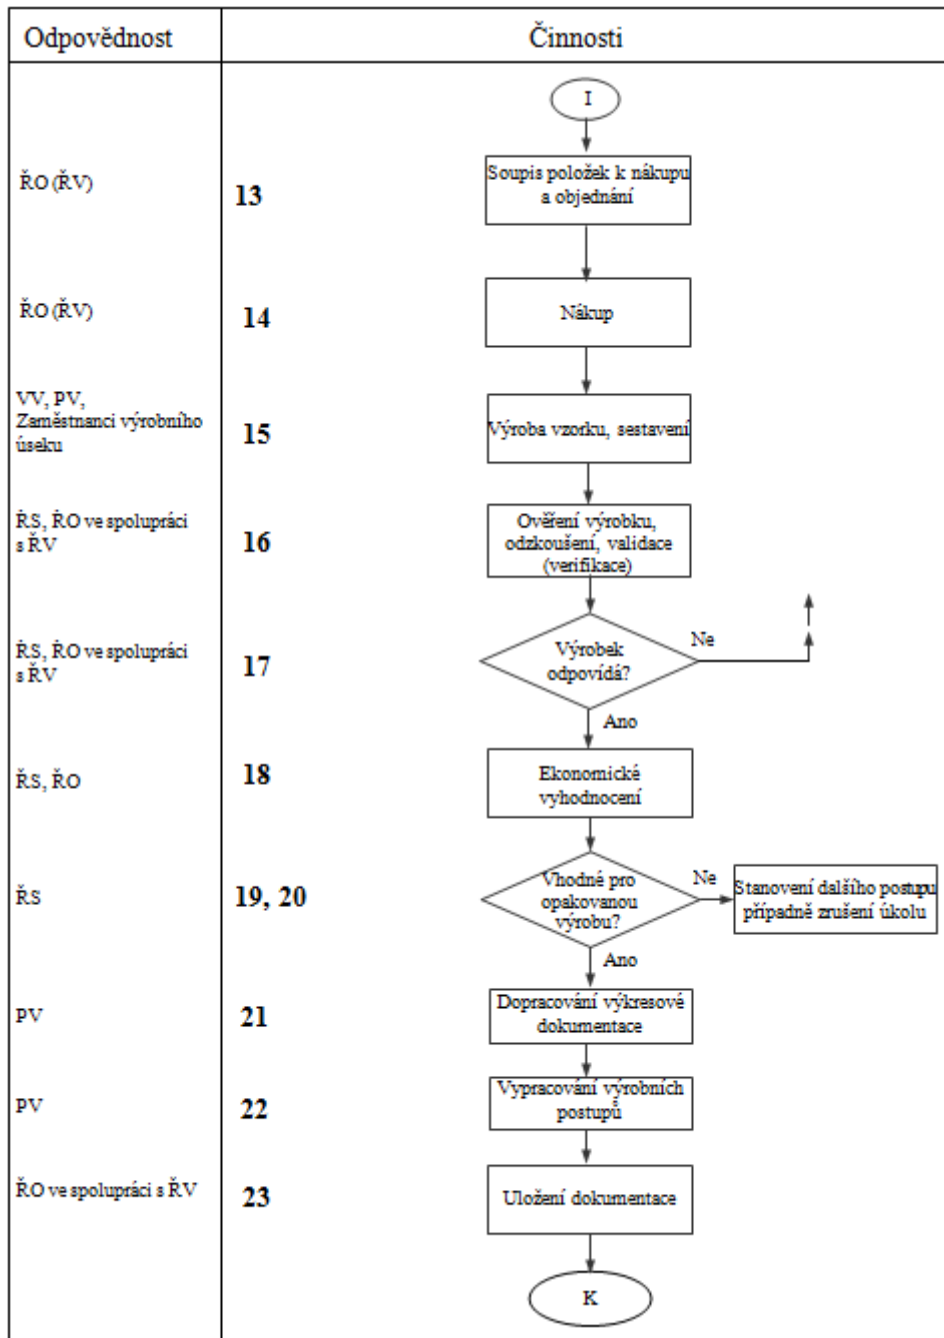 Odpovědnost
Činnosti
I
ŘO (ŘV)
13
Soupis položek k nákupu
a objednání
ŘO (ŘV)
14
Nákup
VV, PV,
Zaměstnanci výrobního
úseku
15
Výroba vzorku, sestavení
ŘS, ŘO ve spolupráci
s ŘV
16
Ověření výrobku,
odzkoušení, validace
(verifikace)
ŘS, ŘO ve spolupráci
s ŘV
17
Výrobek
odpovídá?
Ne
Ano
ŘS, ŘO
18
Ekonomické
vyhodnocení
ŘS
19, 20
Vhodné pro
opakovanou
výrobu?
Ne
Stanovení dalšího postupu
případně zrušení úkolu
Ano
PV
21
Dopracování výkresové
dokumentace
PV
22
Vypracování výrobních
postupů
ŘO ve spolupráci s ŘV
23
Uložení dokumentace
K